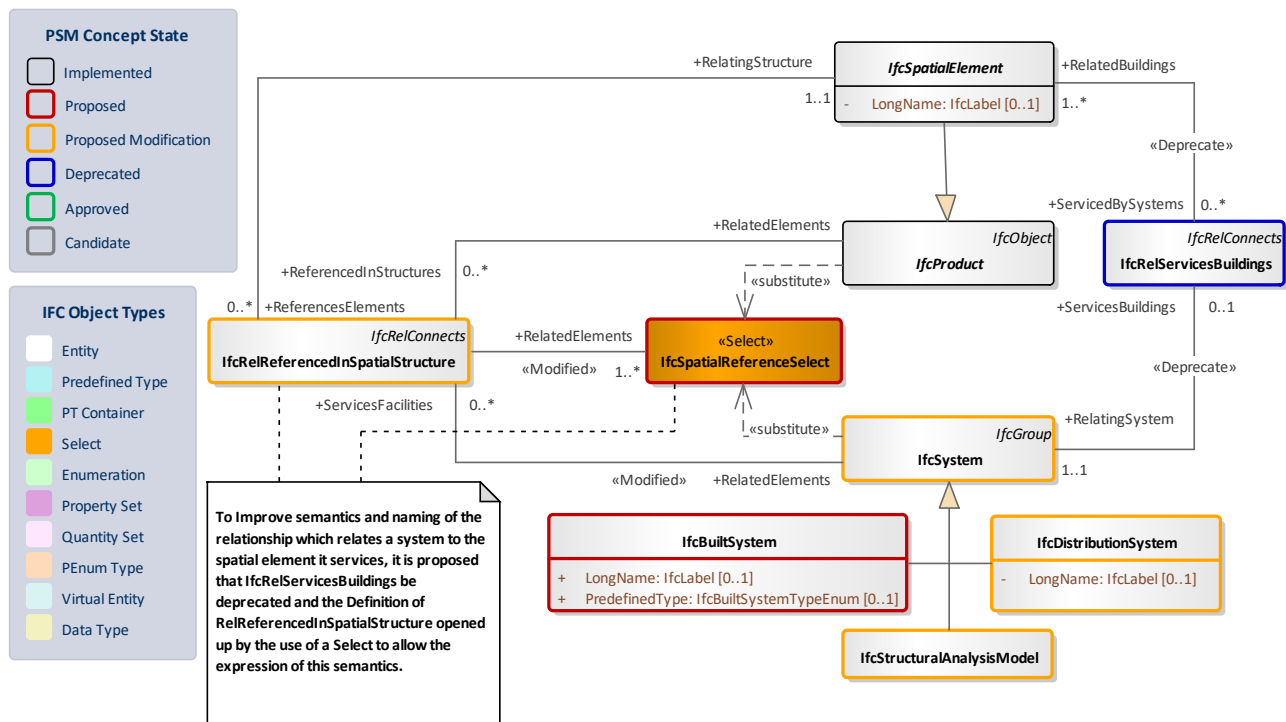 PSM Concept State
Implemented
Proposed
Proposed Modification
Deprecated
Approved
Candidate
IFC Object Types
Entity
Predefined Type
PT Container
Select
Enumeration
Property Set
Quantity Set
PEnum Type
Virtual Entity
Data Type
+RelatingStructure
1..1
IfcSpatialElement
- LongName: IfcLabel [0..1]
+RelatedBuildings
1..*
«Deprecate»
+ServicedBySystems
0..*
+RelatedElements
IfcObject
IfcProduct
IfcRelConnects
IfcRelServicesBuildings
+ReferencedInStructures
0..*
«substitute»
0..*
+ReferencesElements
+ServicesBuildings
0..1
IfcRelConnects
IfcRelReferencedInSpatialStructure
+RelatedElements
«Modified»
1..*
«Select»
IfcSpatialReferenceSelect
«Deprecate»
+ServicesFacilities
0..*
«substitute»
+RelatingSystem
1..1
IfcGroup
IfcSystem
«Modified»
+RelatedElements
To Improve semantics and naming of the
relationship which relates a system to the
spatial element it services, it is proposed
that IfcRelServicesBuildings be
deprecated and the Definition of
RelReferencedInSpatialStructure opened
up by the use of a Select to allow the
expression of this semantics.
IfcBuiltSystem
+ LongName: IfcLabel [0..1]
+ PredefinedType: IfcBuiltSystemTypeEnum [0..1]
IfcDistributionSystem
- LongName: IfcLabel [0..1]
IfcStructuralAnalysisModel